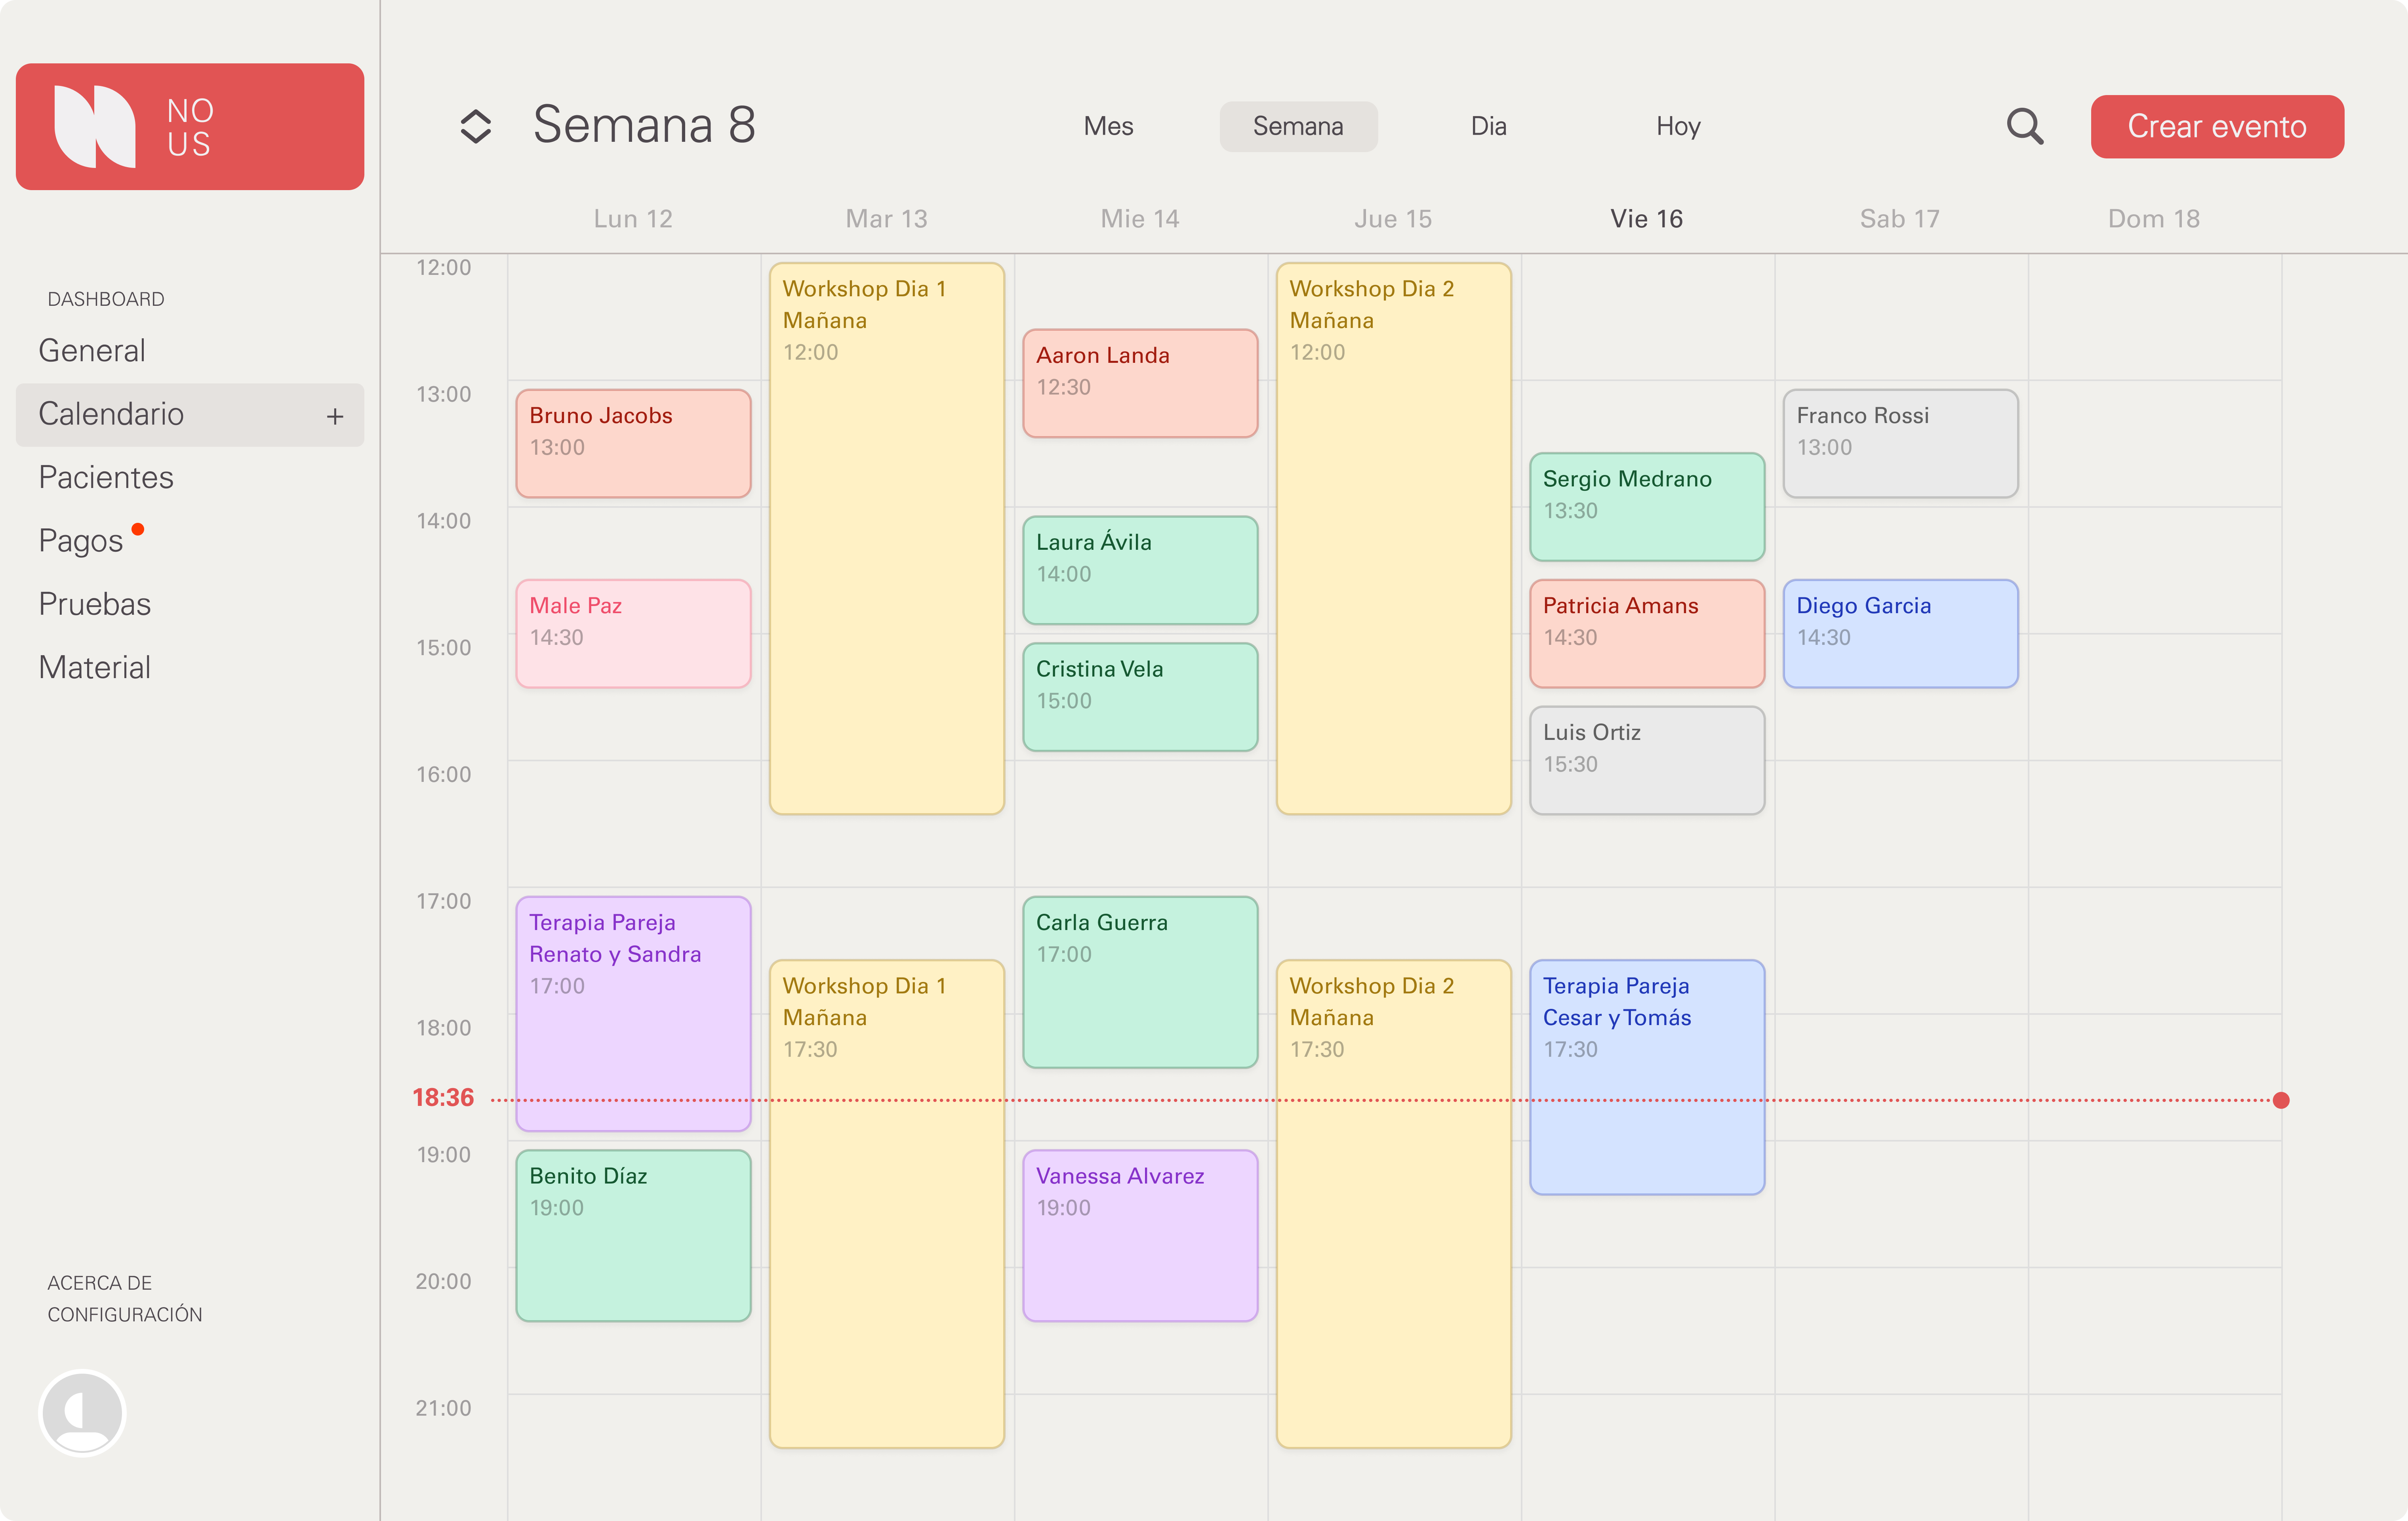 NO
US
DASHBOARD
General
Calendario +
Pacientes
Pagos
Pruebas
Material
ACERCA DE
CONFIGURACIÓN
Semana 8
Mes
Semana
Dia
Hoy
Crear evento
Lun 12
Mar 13
Mie 14
Jue 15
Vie 16
Sab 17
Dom 18
12:00
13:00
14:00
15:00
16:00
17:00
18:00
18:36
19:00
20:00
21:00
Bruno Jacobs
13:00
Male Paz
14:30
Terapia Pareja
Renato y Sandra
17:00
Benito Díaz
19:00
Workshop Dia 1
Mañana
12:00
Workshop Dia 1
Mañana
17:30
Aaron Landa
12:30
Laura Ávila
14:00
Cristina Vela
15:00
Carla Guerra
17:00
Vanessa Alvarez
19:00
Workshop Dia 2
Mañana
12:00
Workshop Dia 2
Mañana
17:30
Sergio Medrano
13:30
Patricia Amans
14:30
Luis Ortiz
15:30
Terapia Pareja
Cesar y Tomás
17:30
Franco Rossi
13:00
Diego Garcia
14:30